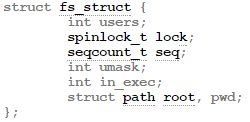 struct fs_struct {
int users;
spinlock_t lock;
seqcount_t seq;
int umask;
int in_exec;
struct path root, pwd;
};